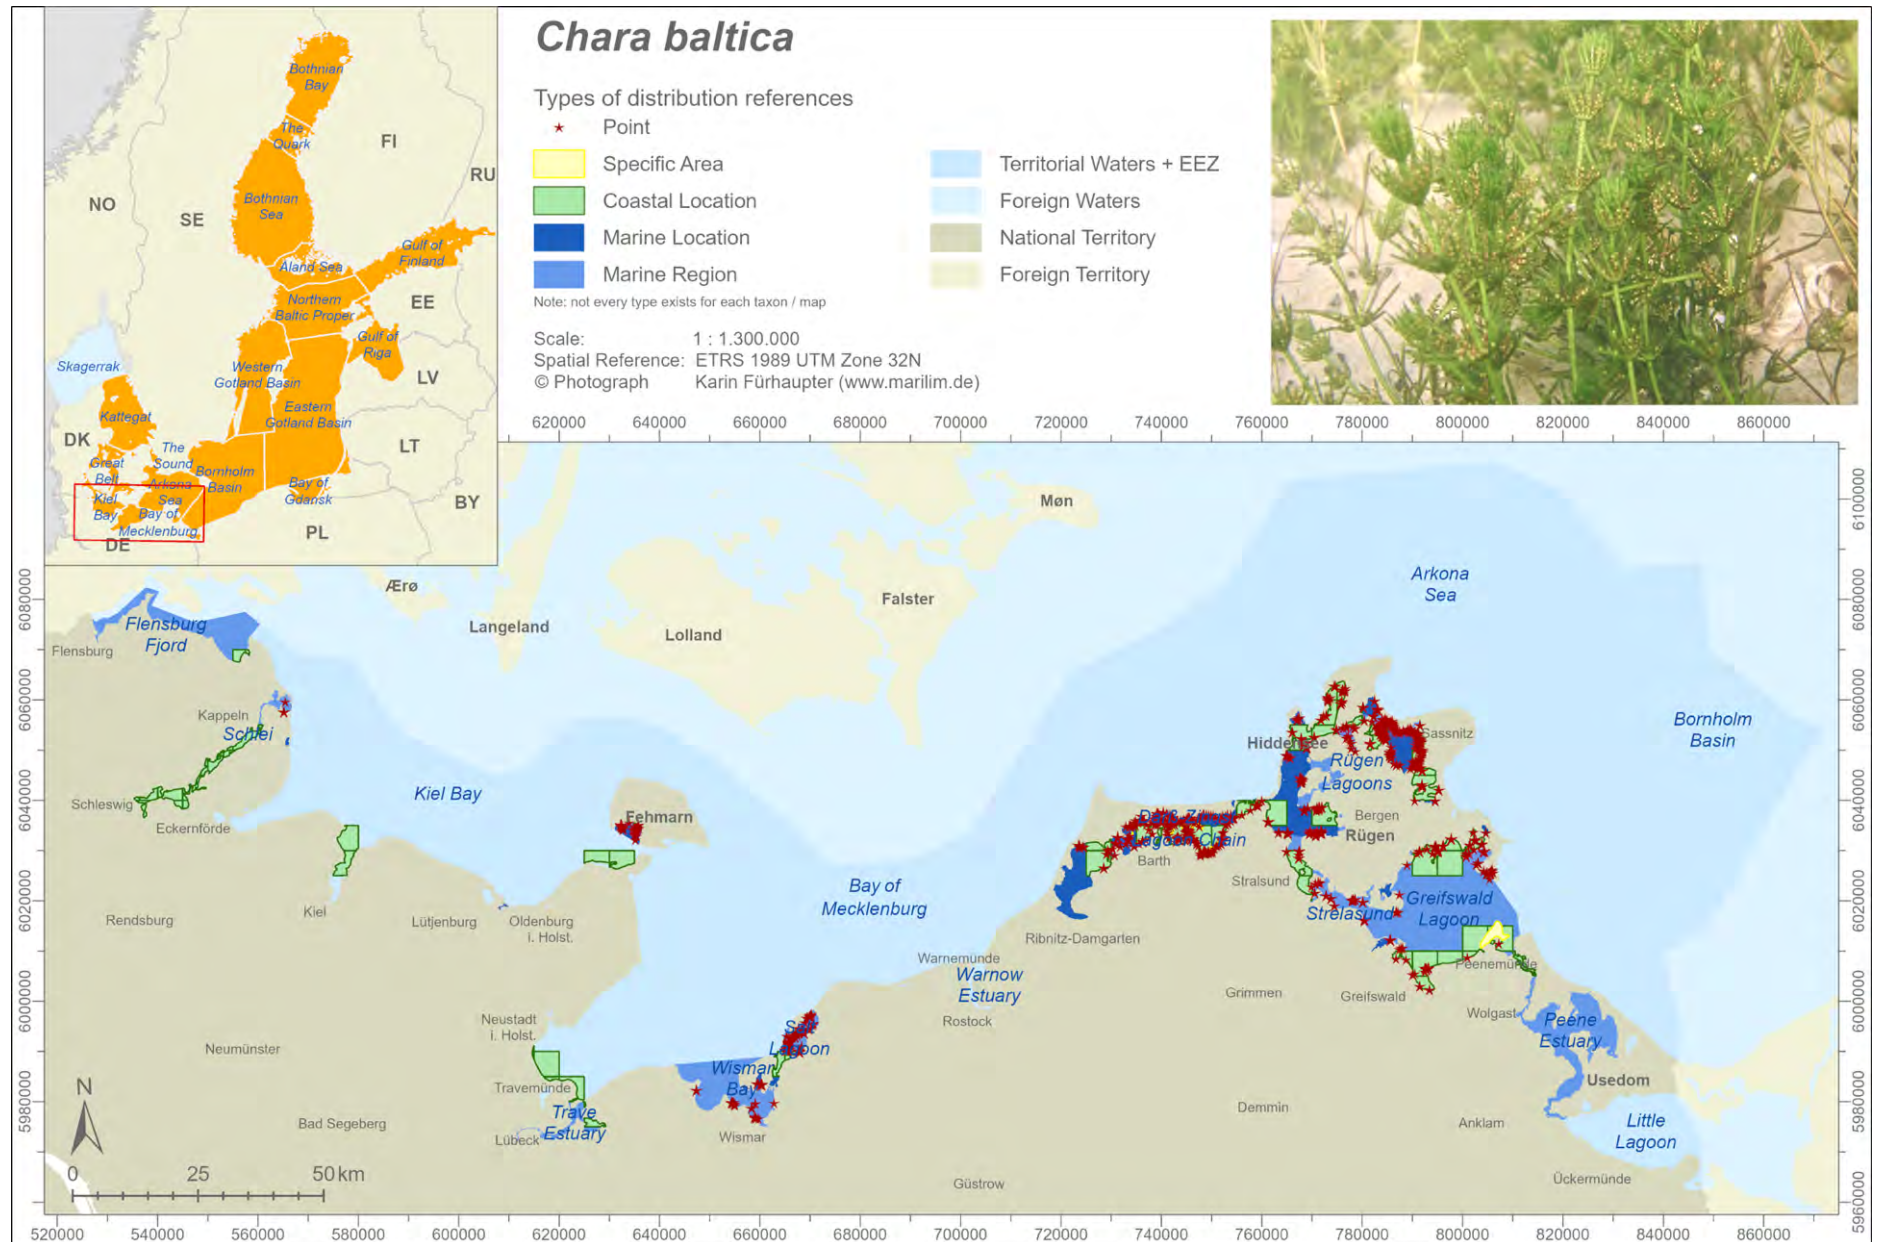 Chara baltica
Types of distribution references
Point
Specific Area
Coastal Location
Marine Location
Marine Region
Territorial Waters + EEZ
Foreign Waters
National Territory
Foreign Territory
Note: not every type exists for each taxon / map
Scale: 1 : 1.300.000
Spatial Reference: ETRS 1989 UTM Zone 32N
© Photograph Karin Fürhaupter (www.marilim.de)
Bothnian
Bay
The
Quark
FI
RU
NO
SE
Bothnian
Sea
Gulf of
Finland
Åland Sea
Northern
Baltic Proper
EE
Gulf of
Riga
Skagerrak
Western
Gotland Basin
LV
Kattegat
Eastern
Gotland Basin
DK
The
Sound
LT
Great
Belt
Bornholm
Basin
Arkona
Sea
Bay of
Gdansk
Kiel
Bay
Bay of
Mecklenburg
BY
PL
DE
620000 640000 660000 680000 700000 720000 740000 760000 780000 800000 820000 840000 860000
6100000
6080000
6060000
6040000
6020000
6000000
5980000
5960000
6080000
6060000
6040000
6020000
6000000
5980000
Møn
Ærø
Langeland
Lolland
Falster
Arkona
Sea
Flensburg
Fjord
Flensburg
Kappeln
Schlei
Schleswig
Eckernförde
Kiel Bay
Fehmarn
Bornholm
Basin
Hiddensee
Sassnitz
Rügen
Lagoons
Bergen
Rügen
Lagoon Chain
Barth
Stralsund
Strelasund
Greifswald
Lagoon
Bay of
Mecklenburg
Rendsburg
Kiel
Lütjenburg
Oldenburg
i. Holst.
Ribnitz-Damgarten
Warnemunde
Warnow
Estuary
Rostock
Grimmen
Greifswald
Peenemünde
Wolgast
Peene
Estuary
Usedom
Neustadt
i. Holst.
Neumünster
Lagoon
Wismar
Bay
Travemünde
Trave
Estuary
Bad Segeberg
Lübeck
Wismar
Demmin
Anklam
Little
Lagoon
Güstrow
Ückermünde
N
0 25 50 km
520000 540000 560000 580000 600000 620000 640000 660000 680000 700000 720000 740000 760000 780000 800000 820000 840000 860000